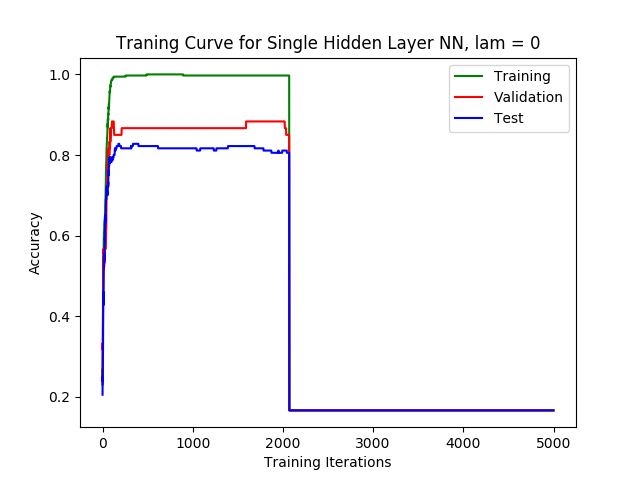 Traning Curve for Single Hidden Layer NN, lam = 0
Training
Validation
Test
Accuracy
1.0
0.8
0.6
0.4
0.2
0 1000 2000 3000 4000 5000
Training Iterations